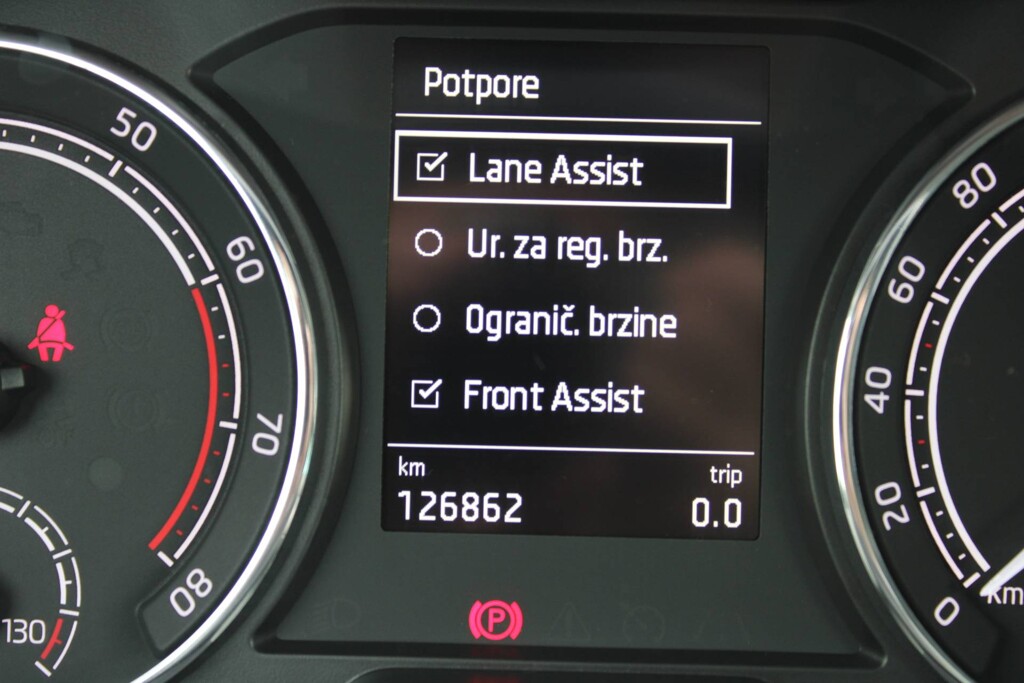 Potpore
Lane Assist
Ur. za reg. brz.
Ogranič. brzine
Front Assist
km
trip
126862
0.0
50
60
70
80
130
80
60
40
20
0
km
P